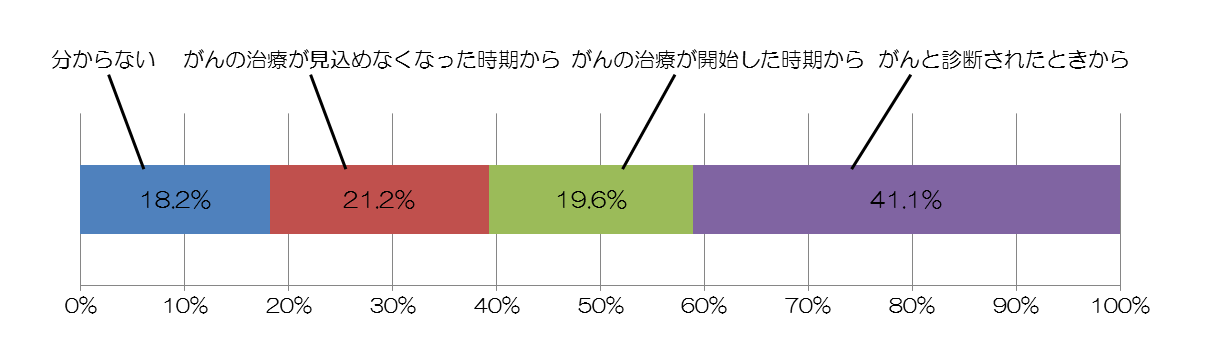 分からない がんの治療が見込めなくなった時期から がんの治療が開始した時期から がんと診断されたときから
18.2% 21.2% 19.6% 41.1%
0% 10% 20% 30% 40% 50% 60% 70% 80% 90% 100%